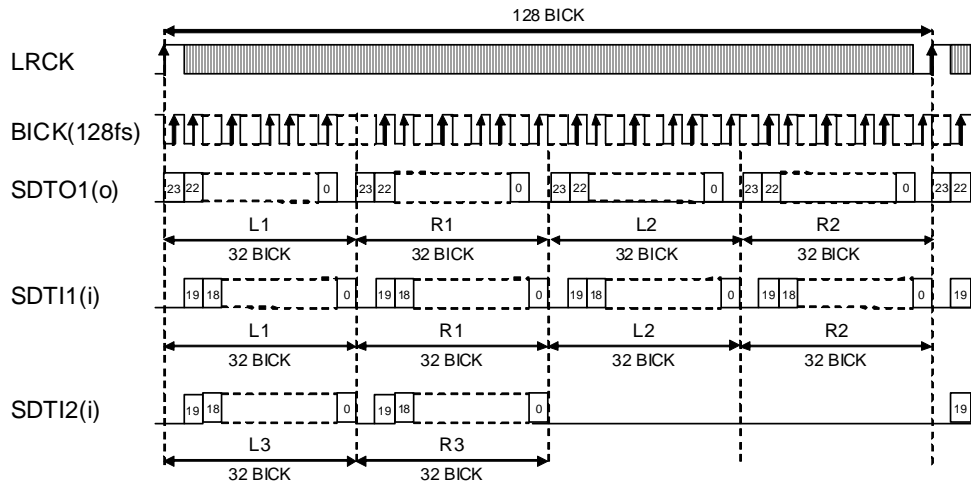 128 BICK
LRCK
BICK(128fs)
SDTO1(o)
23 22 0 23 22 0 23 22 0 23 22 0 23 22
L1 R1 L2 R2
32 BICK 32 BICK 32 BICK 32 BICK
SDTI1(i)
19 18 0 19 18 0 19 18 0 19 18 0 19
L1 R1 L2 R2
32 BICK 32 BICK 32 BICK 32 BICK
SDTI2(i)
19 18 0 19 18 0 19
L3 R3
32 BICK 32 BICK